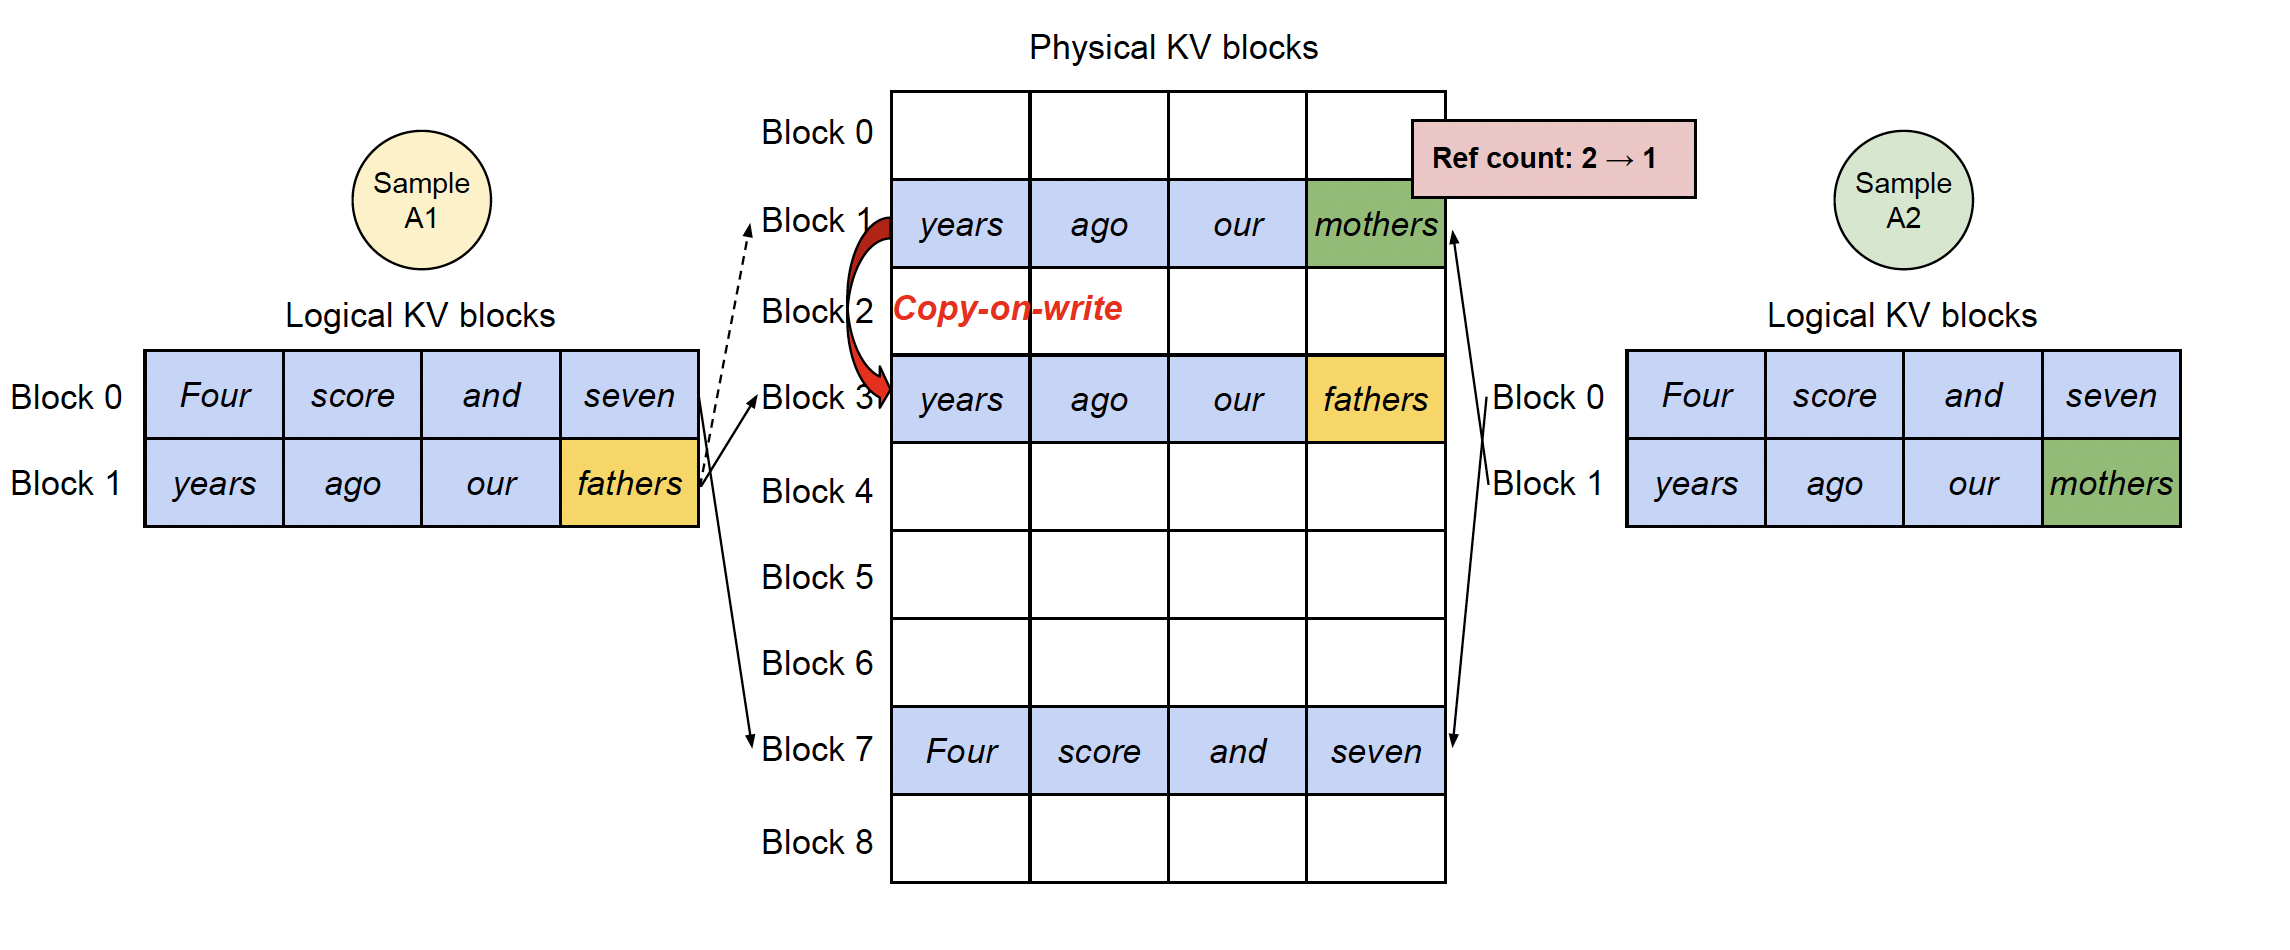 Physical KV blocks
Sample
A1
Logical KV blocks
Block 0 Four score and seven
Block 1 years ago our fathers
Block 0
Ref count: 2 → 1
Block 1 years ago our mothers
Block 2 Copy-on-write
Block 3 years ago our fathers
Block 4
Block 5
Block 6
Block 7 Four score and seven
Block 8
Sample
A2
Logical KV blocks
Block 0 Four score and seven
Block 1 years ago our mothers